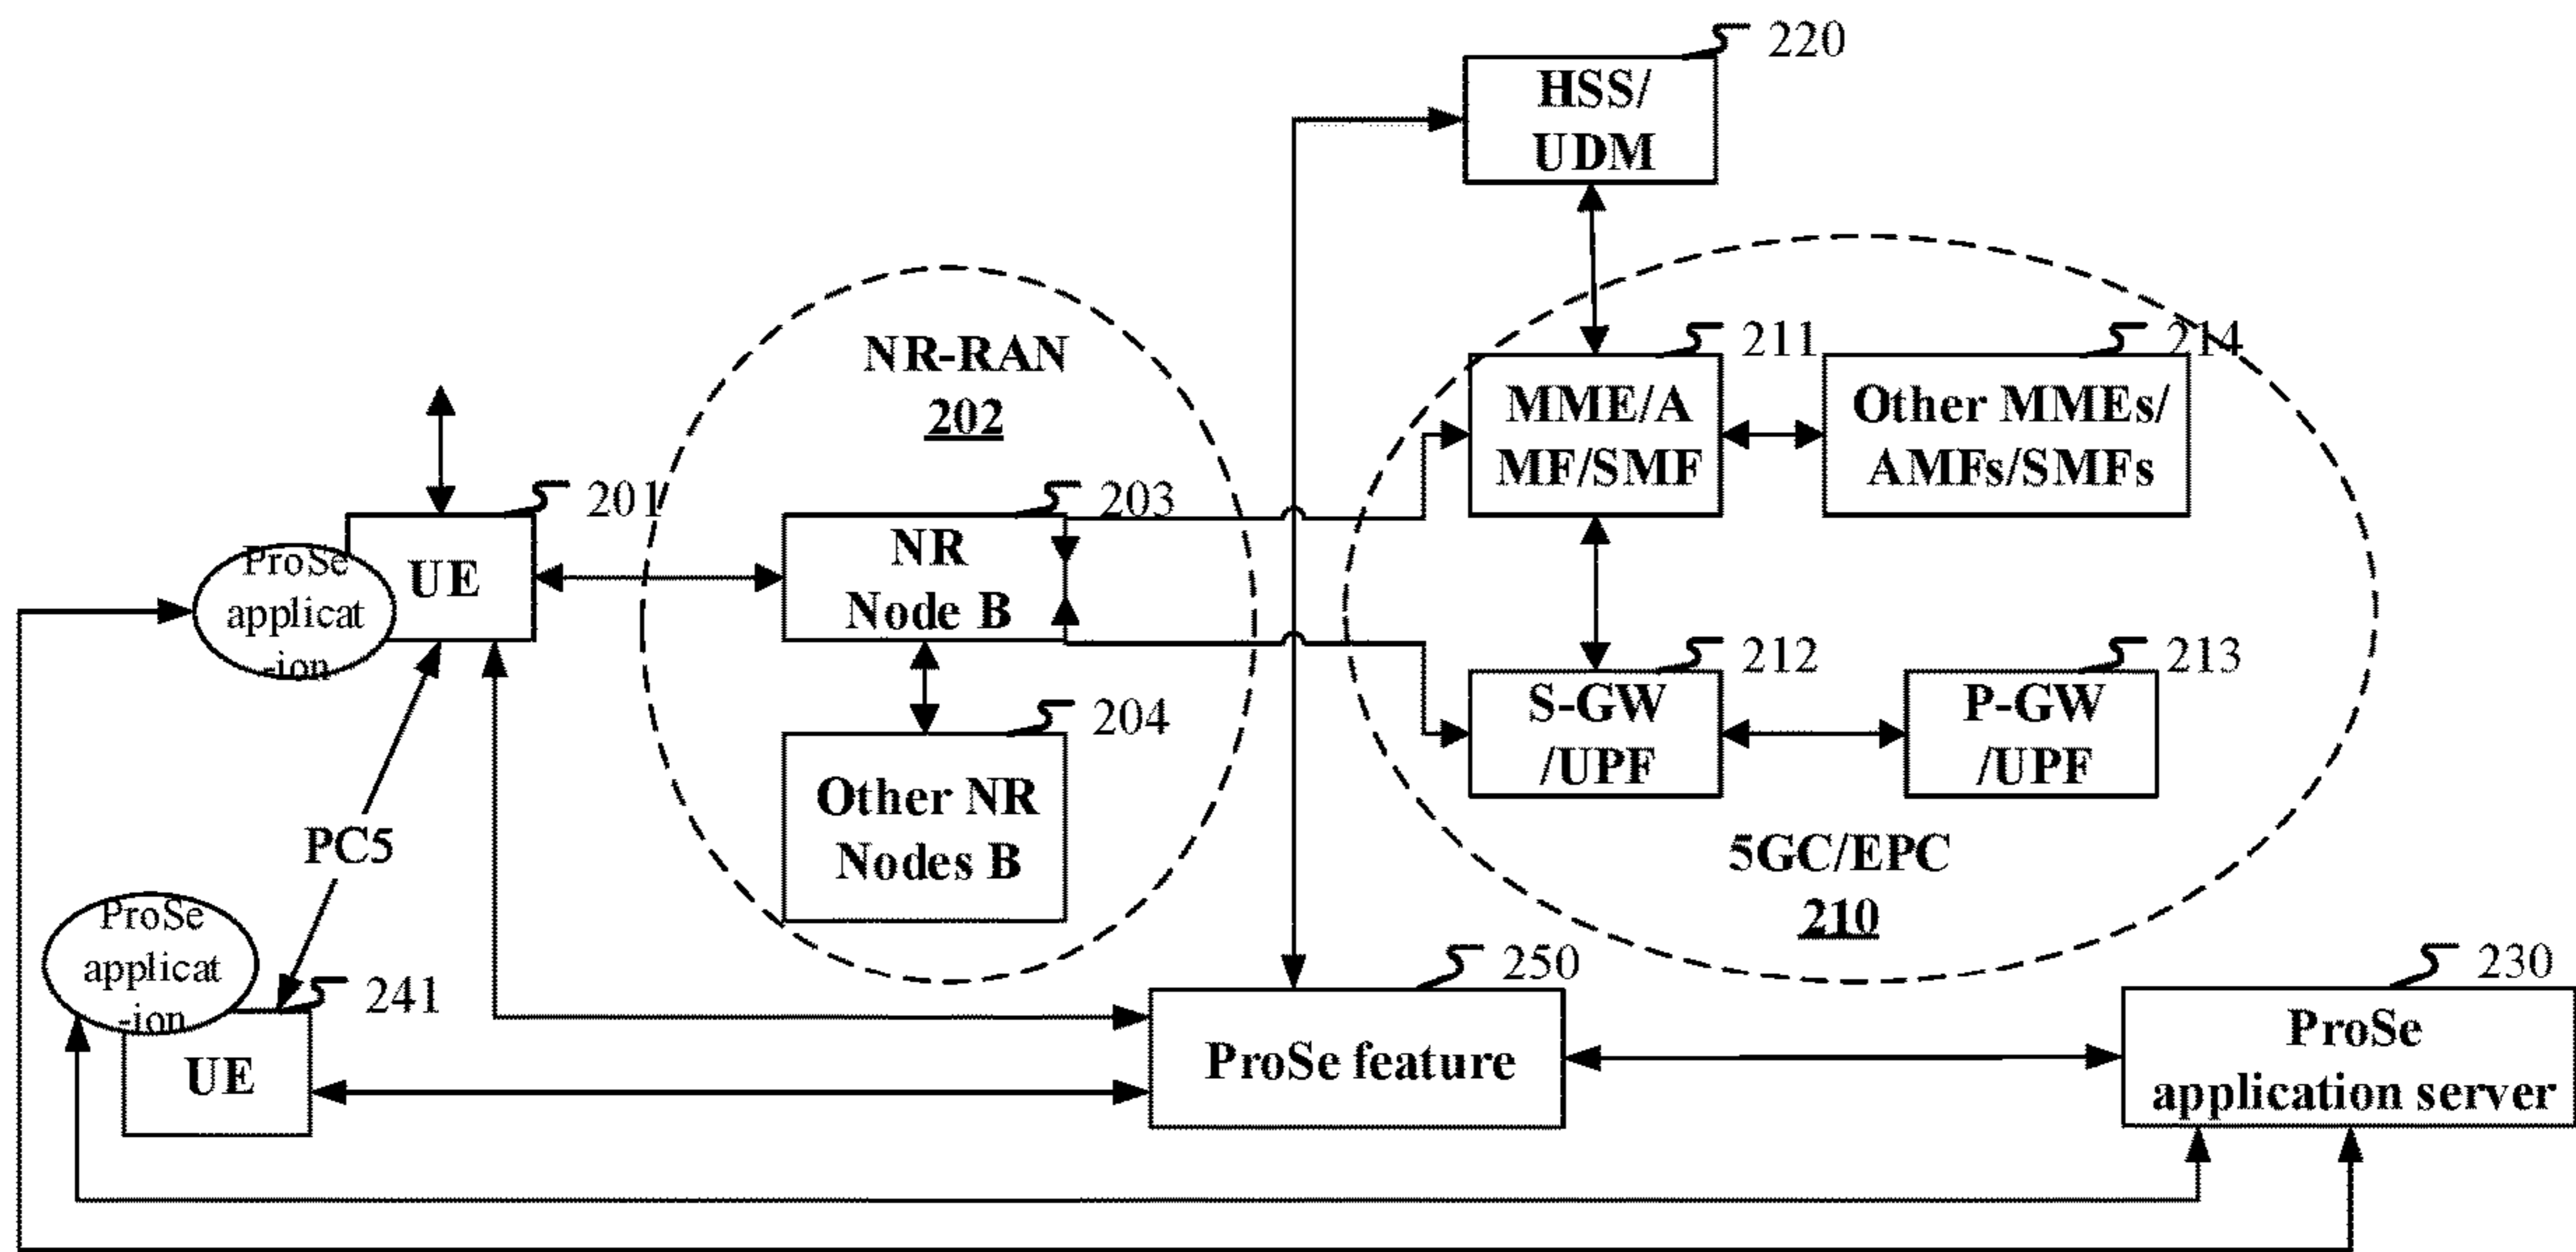 220
HSS/
UDM
NR-RAN
202
211
MME/A
MF/SMF
214
Other MMEs/
AMFs/SMFs
201
UE
ProSe
applicat
-ion
203
NR
Node B
204
Other NR
Nodes B
212
S-GW
/UPF
213
P-GW
/UPF
5GC/EPC
210
PC5
ProSe
applicat
-ion
241
UE
250
ProSe feature
230
ProSe
application server